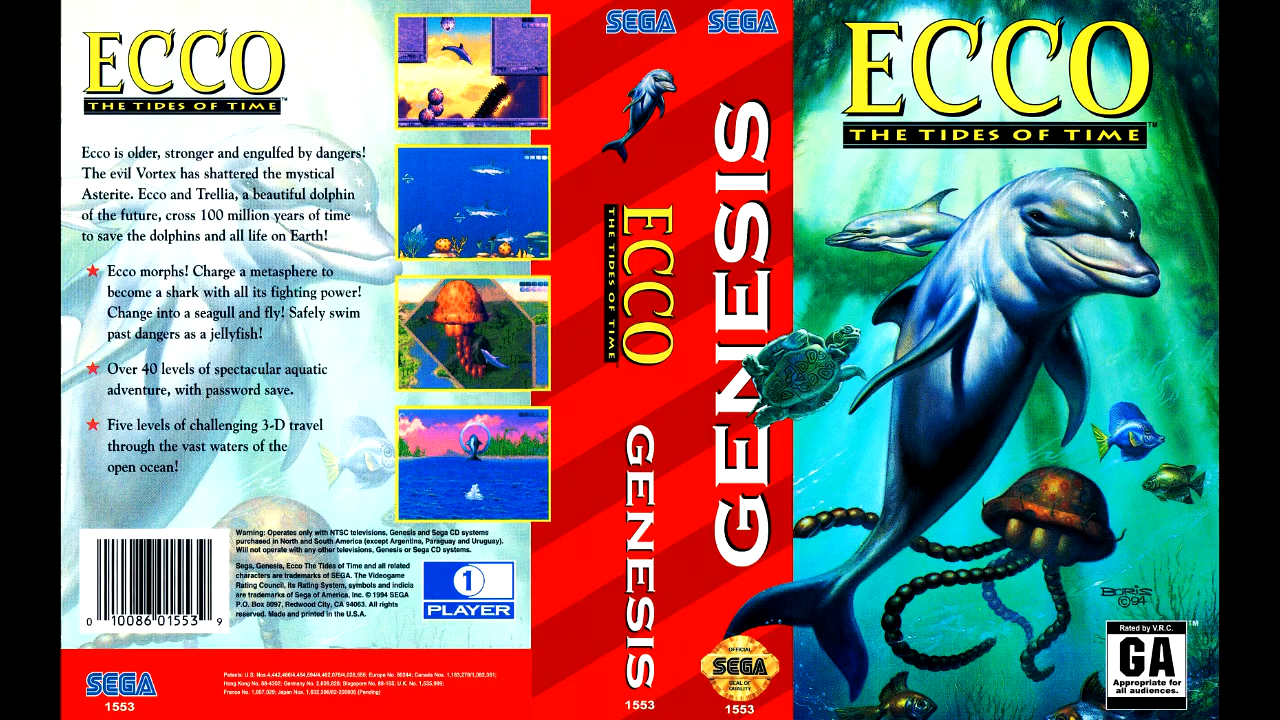 ECCO
THE TIDES OF TIME™
Ecco is older, stronger and engulfed by dangers!
The evil Vortex has shattered the mystical
Asterite. Ecco and Trellia, a beautiful dolphin
of the future, cross 100 million years of time
to save the dolphins and all life on Earth!
Ecco morphs! Charge a metasphere to
become a shark with all its fighting power!
Change into a seagull and fly! Safely swim
past dangers as a jellyfish!
Over 40 levels of spectacular aquatic
adventure, with password save.
Five levels of challenging 3-D travel
through the vast waters of the
open ocean!
Warning: Operates only with NTSC televisions, Genesis and Sega CD systems
purchased in North and South America (except Argentina, Paraguay and Uruguay).
Will not operate with any other televisions, Genesis or Sega CD systems.
Sega, Genesis, Ecco The Tides of Time and all related
characters are trademarks of SEGA. The Videogame
Rating Council, its Rating System, symbols and indicia
are trademarks of Sega of America, Inc. © 1994 SEGA
P.O. Box 8097, Redwood City, CA 94063. All rights
reserved. Made and printed in the U.S.A.
1
PLAYER
0 10086 01553 9
SEGA
1553
SEGA
ECCO
THE TIDES OF TIME
GENESIS
1553
SEGA
GENESIS
OFFICIAL
SEGA
SEAL OF
QUALITY
1553
ECCO
THE TIDES OF TIME™
BORIS
©94
Rated by V.R.C.
™
GA
Appropriate for
all audiences.